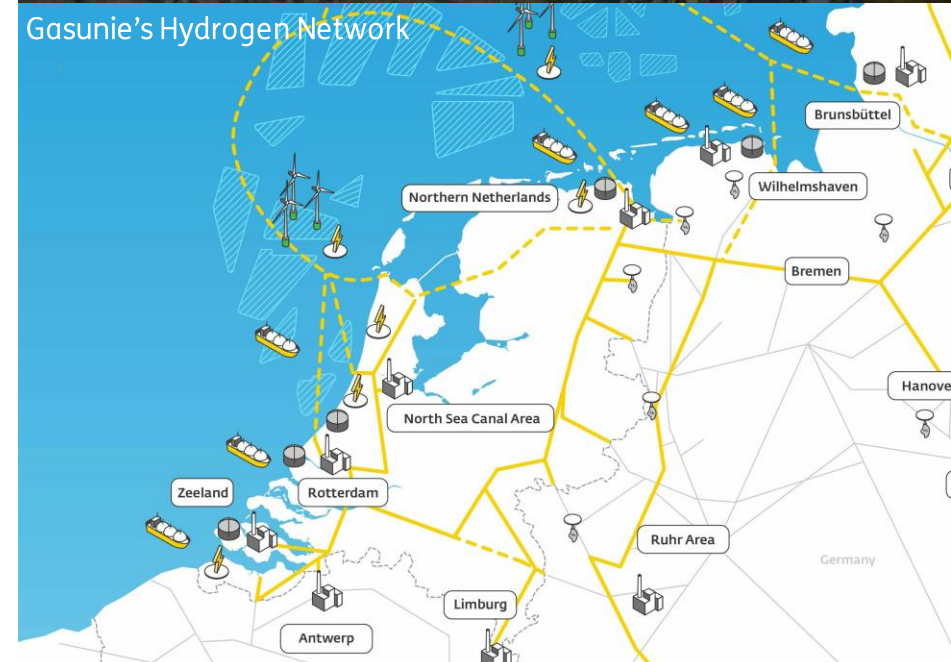 Gasunie's Hydrogen Network
Brunsbüttel
Wilhelmshaven
Northern Netherlands
Bremen
Hanove
North Sea Canal Area
Zeeland
Rotterdam
Ruhr Area
Germany
Limburg
Antwerp